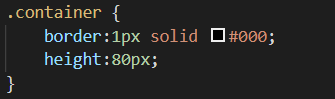 .container {
    border:1px solid #000;
    height:80px;
}